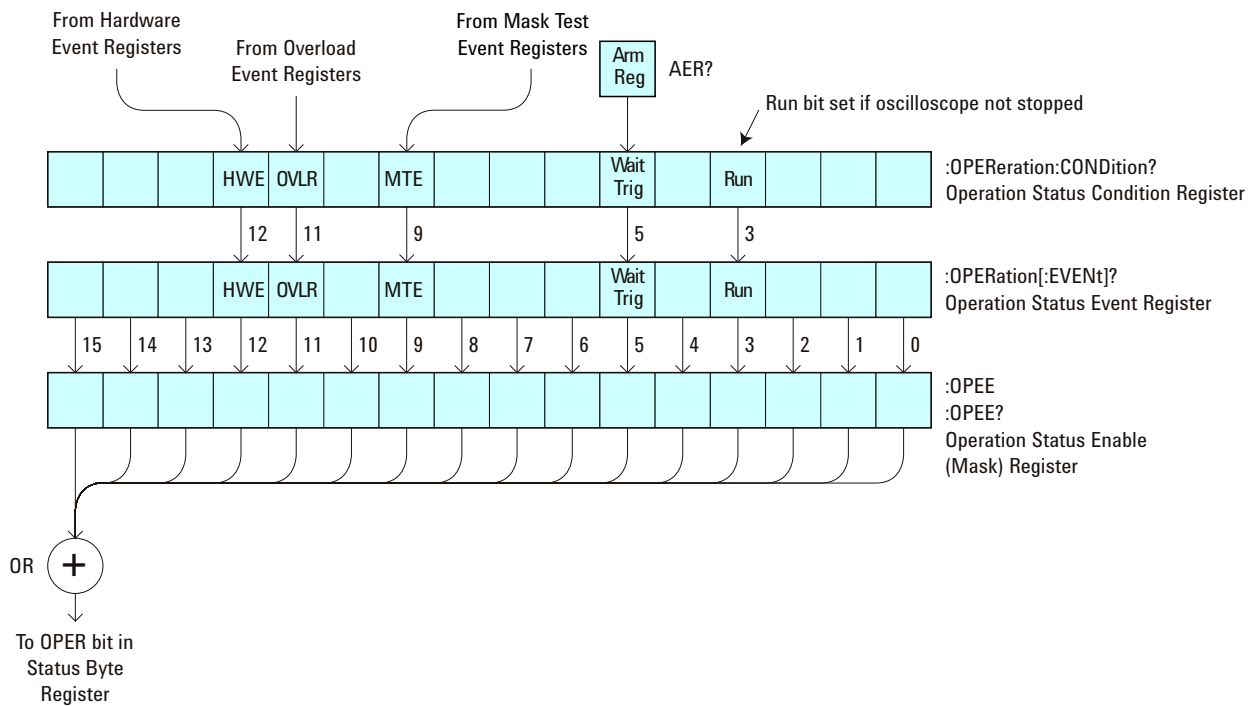 From Hardware
Event Registers
From Overload
Event Registers
From Mask Test
Event Registers
Arm
Reg
AER?
Run bit set if oscilloscope not stopped
HWE OVLR MTE Wait Trig Run
:OPEReration:CONDition?
Operation Status Condition Register
12 11 9 5 3
HWE OVLR MTE Wait Trig Run
:OPERation[:EVENt]?
Operation Status Event Register
15 14 13 12 11 10 9 8 7 6 5 4 3 2 1 0
:OPEE
:OPEE?
Operation Status Enable
(Mask) Register
OR +
To OPER bit in
Status Byte
Register